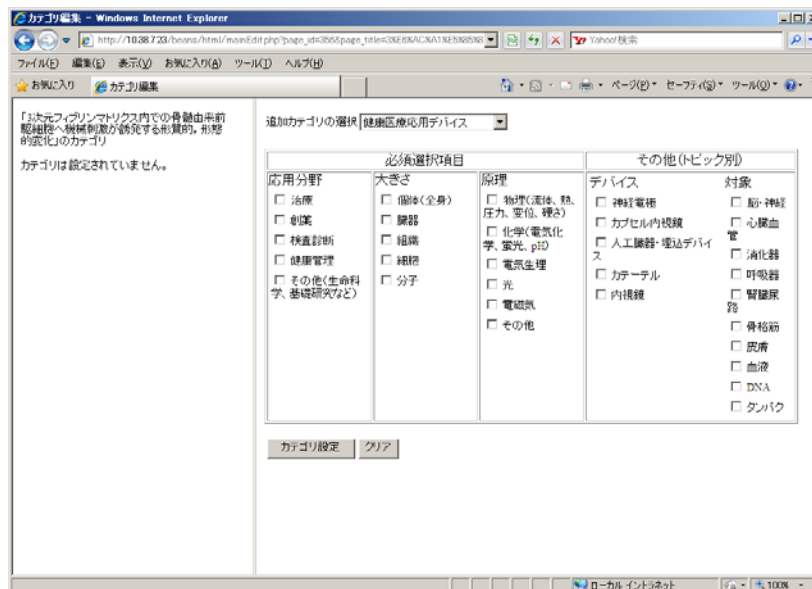 カテゴリ編集 - Windows Internet Explorer
Yahoo!検索
ファイル(F) 編集(E) 表示(V) お気に入り(A) ツール(T) ヘルプ(H)
お気に入り カテゴリ編集 ページ(P) セーフティ(S) ツール(O)
「3次元フィブリンマトリクス内での骨髄由来前
駆細胞へ機械刺激が誘発する形質的，形態
的変化」のカテゴリ
カテゴリは設定されていません。
追加カテゴリの選択 健康医療応用デバイス
必須選択項目 その他(トピック別)
応用分野
治療
創薬
検査診断
健康管理
その他(生命科
学、基礎研究など)
大きさ
個体(全身)
臓器
組織
細胞
分子
原理
物理(流体、熱、
圧力、変位、硬さ)
化学(電気化
学、蛍光、pH)
電気生理
光
電磁気
その他
デバイス
神経電極
カプセル内視鏡
人工臓器・埋込デバイ
ス
カテーテル
内視鏡
対象
脳・神経
心臓血
管
消化器
呼吸器
腎臓尿
路
骨格筋
皮膚
血液
DNA
タンパク
カテゴリ設定 クリア
ローカル イントラネット 100%